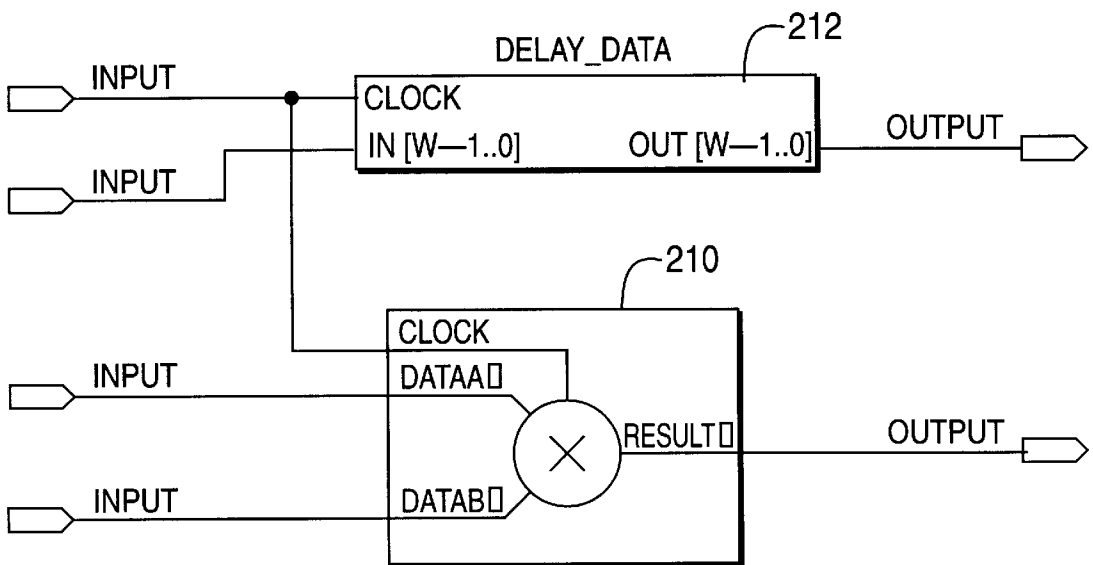 212
DELAY_DATA
INPUT
CLOCK
IN [W—1..0]
OUT [W—1..0]
OUTPUT
INPUT
210
CLOCK
INPUT
DATAA▯
RESULT▯
OUTPUT
INPUT
DATAB▯